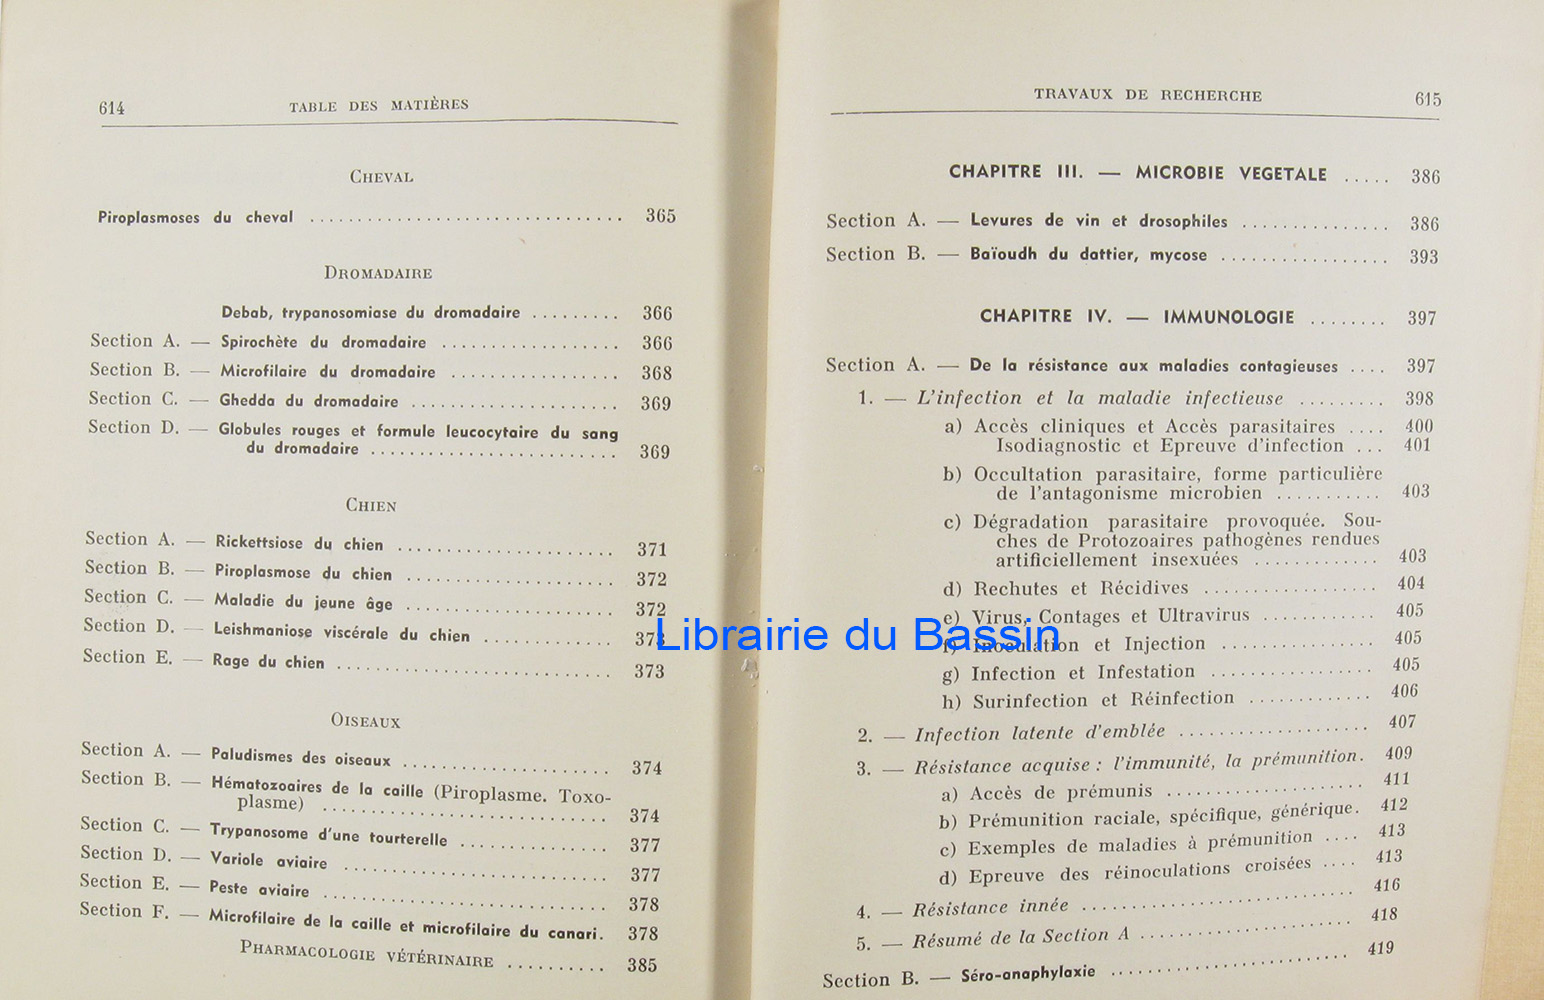 614 TABLE DES MATIÈRES
CHEVAL
Piroplasmoses du cheval ................................ 365
DROMADAIRE
Debab, trypanosomiase du dromadaire ......... 366
Section A. — Spirochète du dromadaire .................. 366
Section B. — Microfilaire du dromadaire ................. 368
Section C. — Ghedda du dromadaire ..................... 369
Section D. — Globules rouges et formule leucocytaire du sang
du dromadaire ......................... 369
CHIEN
Section A. — Rickettsiose du chien ...................... 371
Section B. — Piroplasmose du chien ..................... 372
Section C. — Maladie du jeune âge ..................... 372
Section D. — Leishmaniose viscérale du chien ............. 373
Section E. — Rage du chien ............................ 373
OISEAUX
Section A. — Paludismes des oiseaux ..................... 374
Section B. — Hématozoaires de la caille (Piroplasme. Toxo-
plasme) ............................. 374
Section C. — Trypanosome d'une tourterelle ............... 377
Section D. — Variole aviaire ........................... 377
Section E. — Peste aviaire ............................. 378
Section F. — Microfilaire de la caille et microfilaire du canari. 378
PHARMACOLOGIE VÉTÉRINAIRE .......... 385
TRAVAUX DE RECHERCHE 615
CHAPITRE III. — MICROBIE VEGETALE ..... 386
Section A. — Levures de vin et drosophiles ............... 386
Section B. — Baïoudh du dattier, mycose ................. 393
CHAPITRE IV. — IMMUNOLOGIE ........ 397
Section A. — De la résistance aux maladies contagieuses .... 397
1. — L'infection et la maladie infectieuse ......... 398
a) Accès cliniques et Accès parasitaires .... 400
Isodiagnostic et Epreuve d'infection ... 401
b) Occultation parasitaire, forme particulière
de l'antagonisme microbien ........... 403
c) Dégradation parasitaire provoquée. Sou-
ches de Protozoaires pathogènes rendues
artificiellement insexuées ............. 403
d) Rechutes et Récidives .................. 404
e) Virus, Contages et Ultravirus ............ 405
f) Inoculation et Injection ................ 405
g) Infection et Infestation ................. 405
h) Surinfection et Réinfection ............. 406
2. — Infection latente d'emblée .................... 407
3. — Résistance acquise : l'immunité, la prémunition. 409
a) Accès de prémunis ..................... 411
b) Prémunition raciale, spécifique, générique. 412
c) Exemples de maladies à prémunition .... 413
d) Epreuve des réinoculations croisées .... 413
4. — Résistance innée ............................ 416
5. — Résumé de la Section A ...................... 418
Section B. — Séro-anaphylaxie .......................... 419
Librairie du Bassin